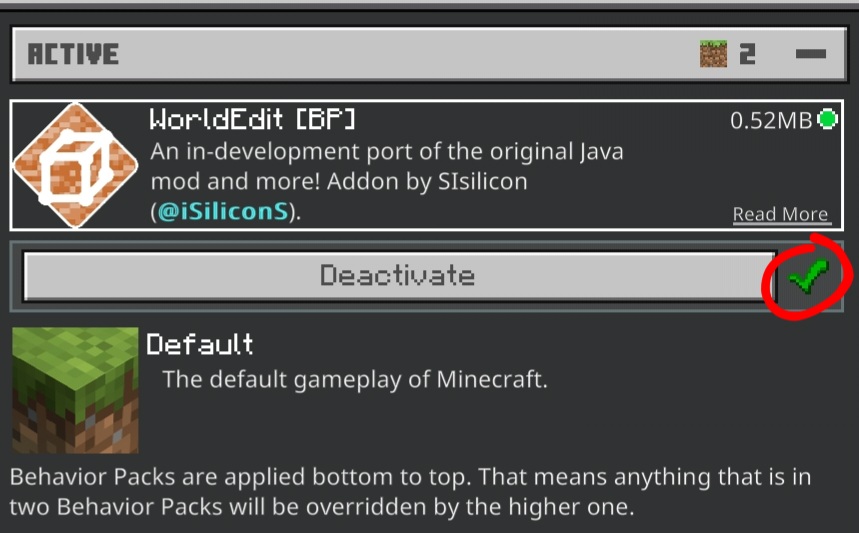 ACTIVE 2
WorldEdit [BP] 0.52MB
An in-development port of the original Java
mod and more! Addon by SIsilicon
(@iSiliconS).
Read More
Deactivate
Default
The default gameplay of Minecraft.
Behavior Packs are applied bottom to top. That means anything that is in
two Behavior Packs will be overridden by the higher one.